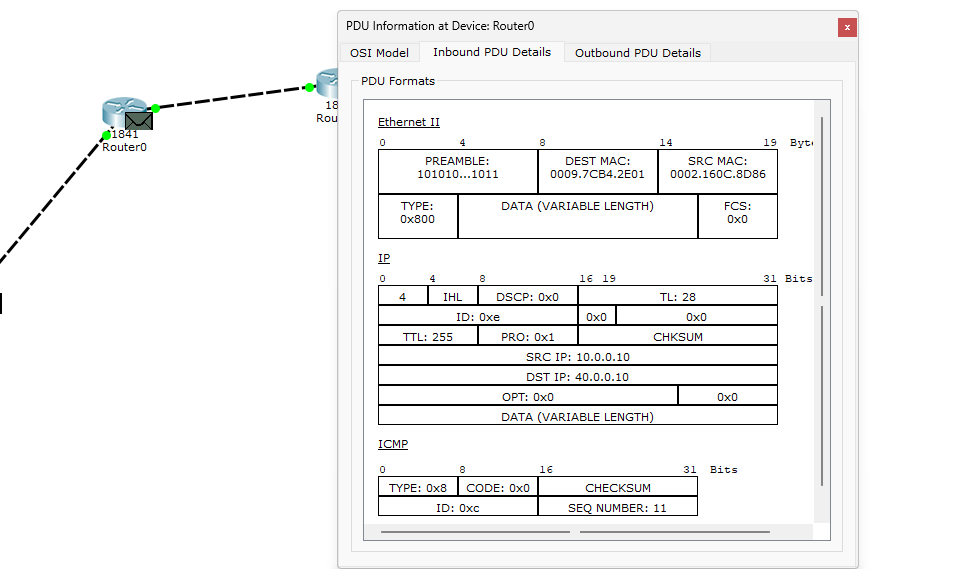 PDU Information at Device: Router0
x
OSI Model Inbound PDU Details Outbound PDU Details
PDU Formats
1841
Router0
18
Rou
Ethernet II
0 4 8 14 19 Byte
PREAMBLE: DEST MAC: SRC MAC:
101010...1011 0009.7CB4.2E01 0002.160C.8D86
TYPE: DATA (VARIABLE LENGTH) FCS:
0x800 0x0
IP
0 4 8 16 19 31 Bits
4 IHL DSCP: 0x0 TL: 28
ID: 0xe 0x0 0x0
TTL: 255 PRO: 0x1 CHKSUM
SRC IP: 10.0.0.10
DST IP: 40.0.0.10
OPT: 0x0 0x0
DATA (VARIABLE LENGTH)
ICMP
0 8 16 31 Bits
TYPE: 0x8 CODE: 0x0 CHECKSUM
ID: 0xc SEQ NUMBER: 11